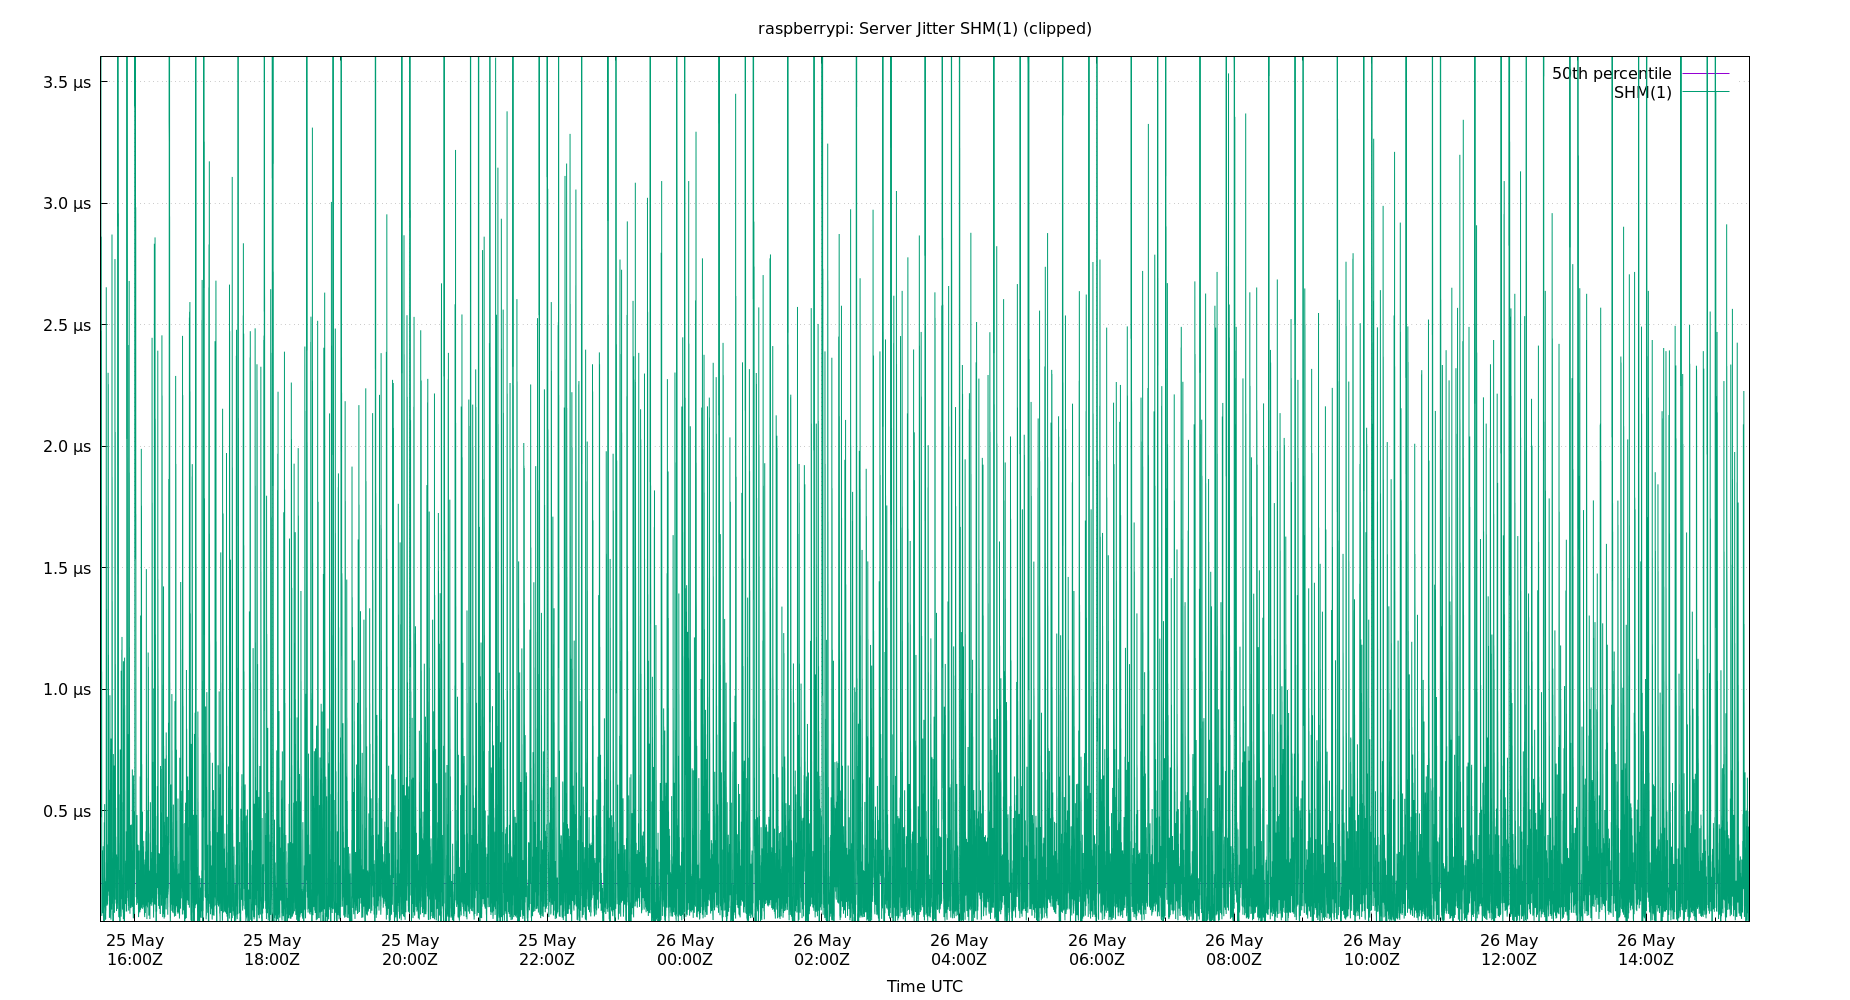 raspberrypi: Server Jitter SHM(1) (clipped)
50th percentile
SHM(1)
3.5 µs
3.0 µs
2.5 µs
2.0 µs
1.5 µs
1.0 µs
0.5 µs
25 May 25 May 25 May 25 May 26 May 26 May 26 May 26 May 26 May 26 May 26 May 26 May
16:00Z 18:00Z 20:00Z 22:00Z 00:00Z 02:00Z 04:00Z 06:00Z 08:00Z 10:00Z 12:00Z 14:00Z
Time UTC